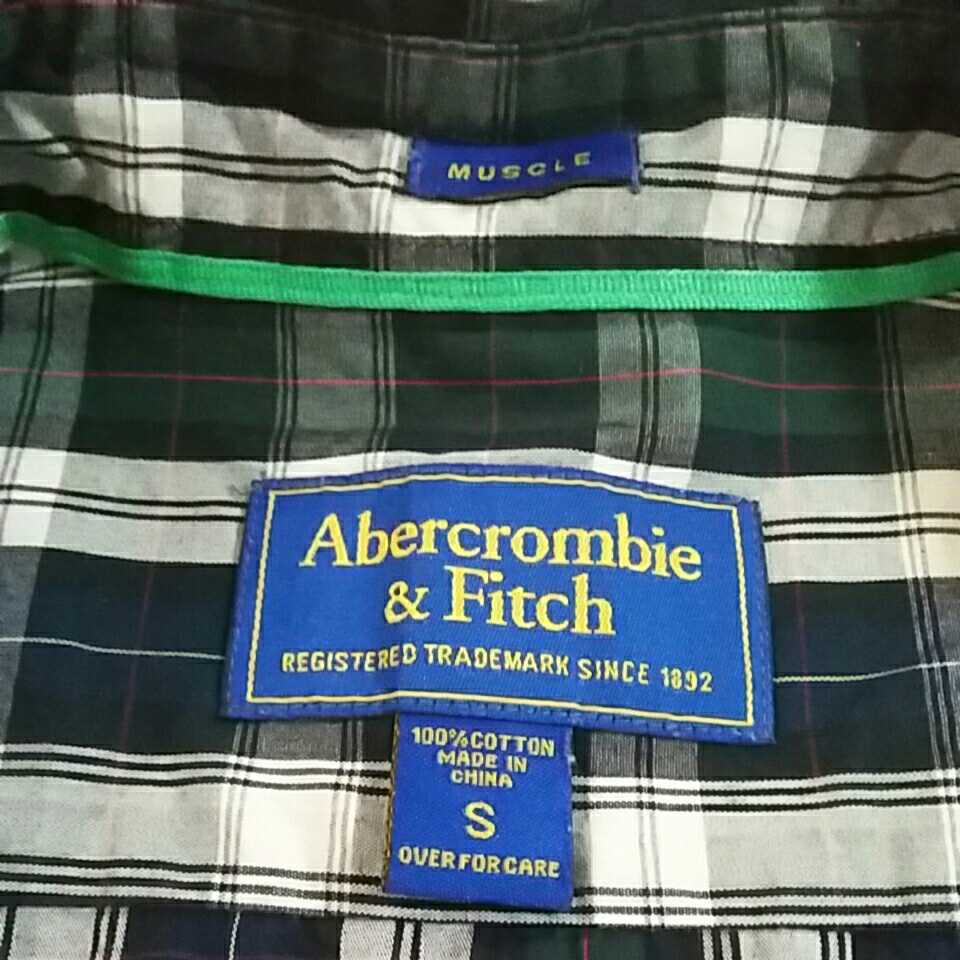 MUSCLE
Abercrombie
& Fitch
REGISTERED TRADEMARK SINCE 1892
100% COTTON
MADE IN
CHINA
S
OVER FOR CARE